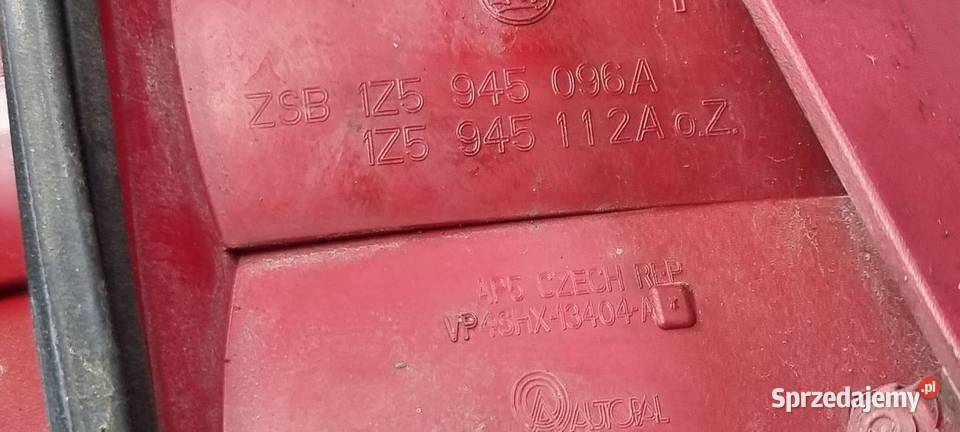 ZSB 1Z5 945 096A
1Z5 945 112A o.Z.
AP5 CZECH REP
VP4SHX-13404-A
AUTOPAL
Sprzedajemy.pl